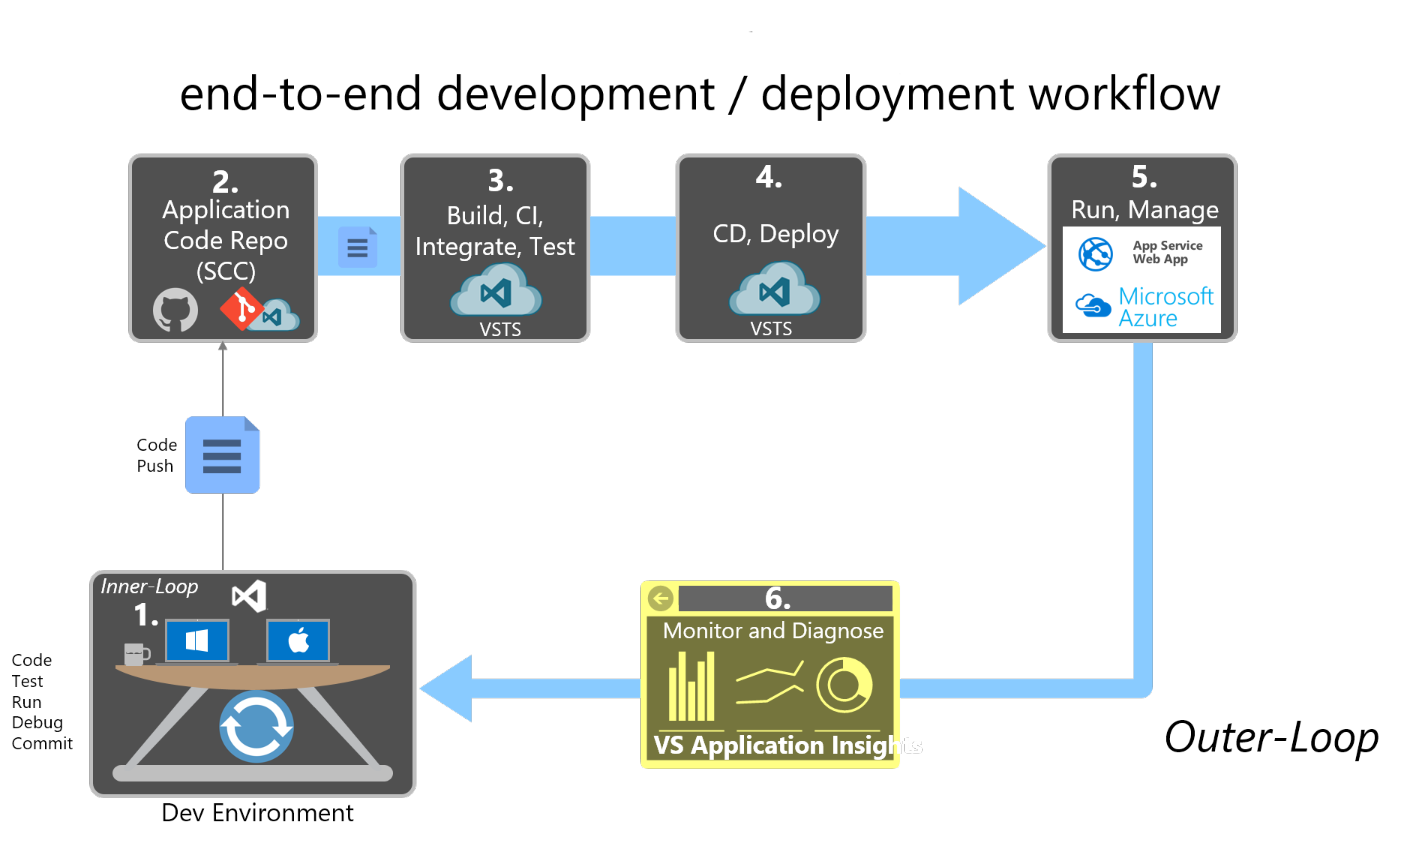 end-to-end development / deployment workflow
2.
Application
Code Repo
(SCC)
3.
Build, CI,
Integrate, Test
VSTS
4.
CD, Deploy
VSTS
5.
Run, Manage
App Service
Web App
Microsoft
Azure
Code
Push
Inner-Loop
1.
Code
Test
Run
Debug
Commit
Dev Environment
6.
Monitor and Diagnose
VS Application Insights
Outer-Loop